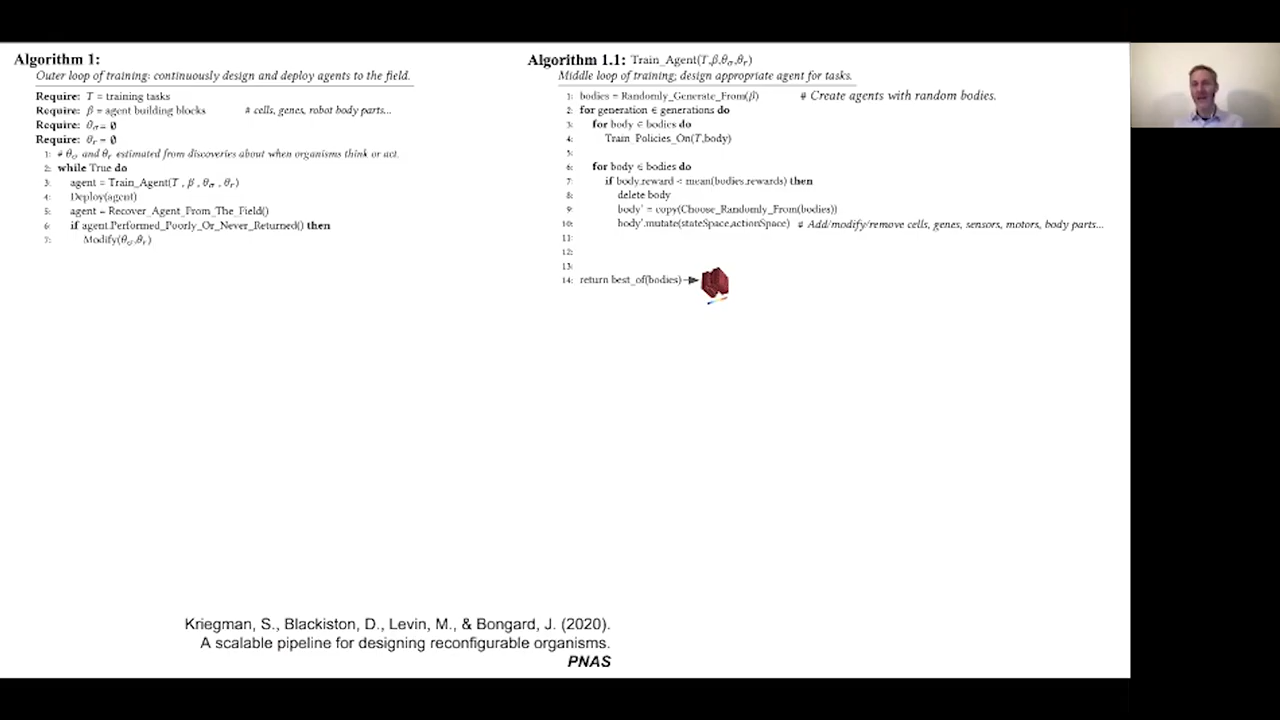 Algorithm 1:
Outer loop of training: continuously design and deploy agents to the field.
Require: T = training tasks
Require: β = agent building blocks # cells, genes, robot body parts...
Require: θσ = ∅
Require: θr = ∅
1: # θσ and θr estimated from discoveries about when organisms think or act.
2: while True do
3: agent = Train_Agent(T , β , θσ , θr)
4: Deploy(agent)
5: agent = Recover_Agent_From_The_Field()
6: if agent.Performed_Poorly_Or_Never_Returned() then
7: Modify(θσ,θr)
Algorithm 1.1: Train_Agent(T,β,θσ,θr)
Middle loop of training; design appropriate agent for tasks.
1: bodies = Randomly_Generate_From(β) # Create agents with random bodies.
2: for generation ∈ generations do
3: for body ∈ bodies do
4: Train_Policies_On(T,body)
5:
6: for body ∈ bodies do
7: if body.reward < mean(bodies.rewards) then
8: delete body
9: body' = copy(Choose_Randomly_From(bodies))
10: body'.mutate(stateSpace,actionSpace) # Add/modify/remove cells, genes, sensors, motors, body parts...
11:
12:
13:
14: return best_of(bodies)
Kriegman, S., Blackiston, D., Levin, M., & Bongard, J. (2020).
A scalable pipeline for designing reconfigurable organisms.
PNAS